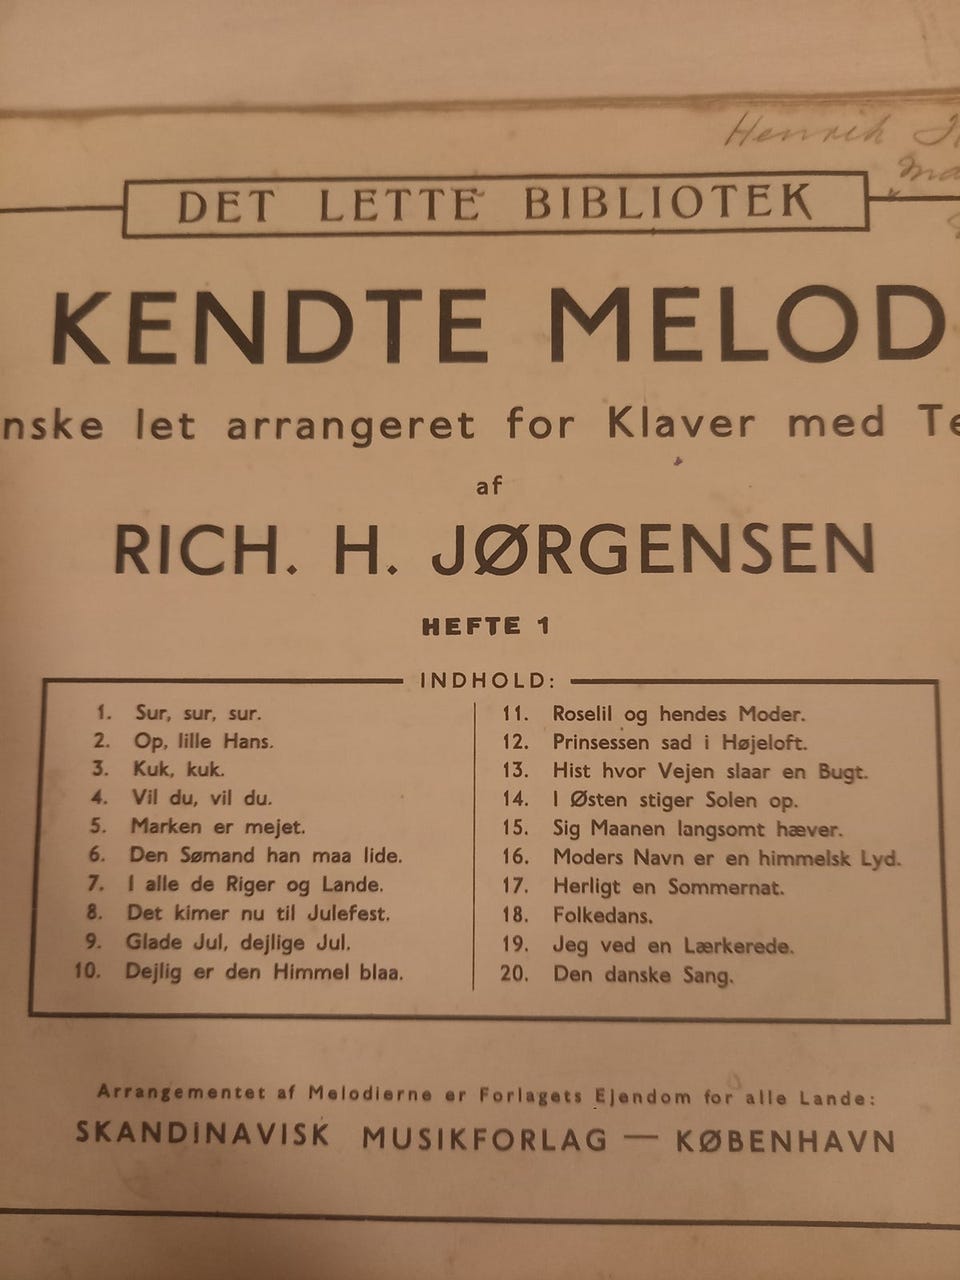 Henrik
DET LETTE BIBLIOTEK
KENDTE MELOD
nske let arrangeret for Klaver med Te
af
RICH. H. JØRGENSEN
HEFTE 1
INDHOLD:
1. Sur, sur, sur.
2. Op, lille Hans.
3. Kuk, kuk.
4. Vil du, vil du.
5. Marken er mejet.
6. Den Sømand han maa lide.
7. I alle de Riger og Lande.
8. Det kimer nu til Julefest.
9. Glade Jul, dejlige Jul.
10. Dejlig er den Himmel blaa.
11. Roselil og hendes Moder.
12. Prinsessen sad i Højeloft.
13. Hist hvor Vejen slaar en Bugt.
14. I Østen stiger Solen op.
15. Sig Maanen langsomt hæver.
16. Moders Navn er en himmelsk Lyd.
17. Herligt en Sommernat.
18. Folkedans.
19. Jeg ved en Lærkerede.
20. Den danske Sang.
Arrangementet af Melodierne er Forlagets Ejendom for alle Lande:
SKANDINAVISK MUSIKFORLAG — KØBENHAVN